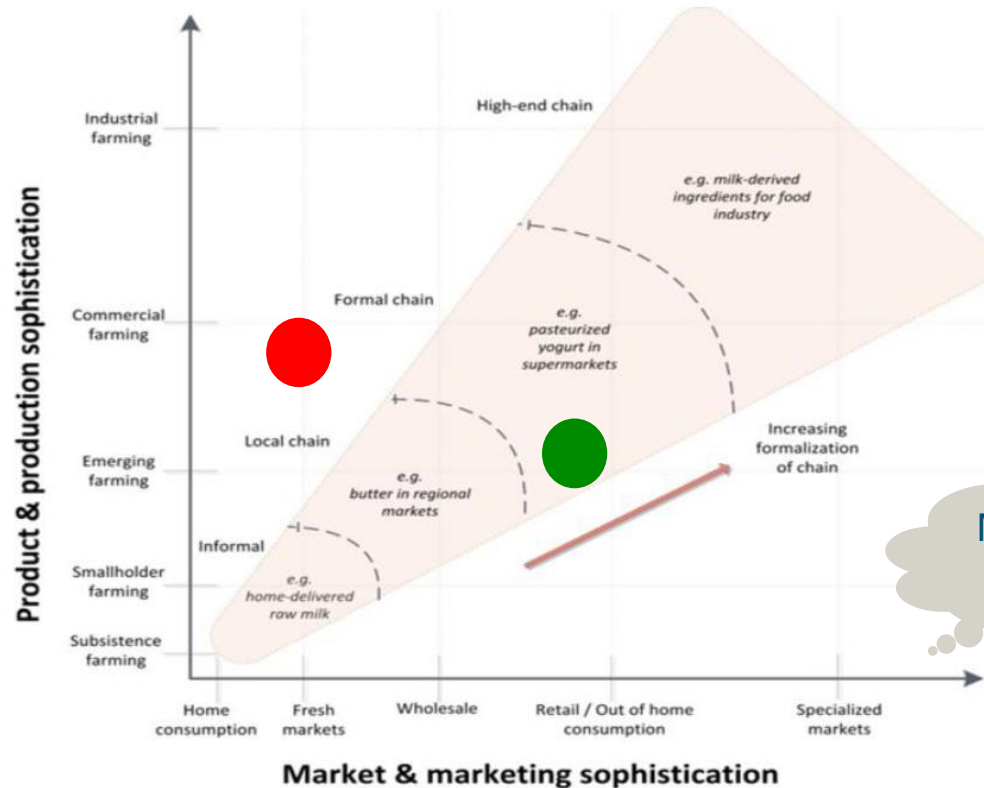 Product & production sophistication
Industrial
farming
Commercial
farming
Emerging
farming
Smallholder
farming
Subsistence
farming
High-end chain
e.g. milk-derived
ingredients for food
industry
Formal chain
e.g.
pasteurized
yogurt in
supermarkets
Local chain
e.g.
butter in regional
markets
Informal
e.g.
home-delivered
raw milk
Increasing
formalization
of chain
Home
consumption
Fresh
markets
Wholesale
Retail / Out of home
consumption
Specialized
markets
Market & marketing sophistication